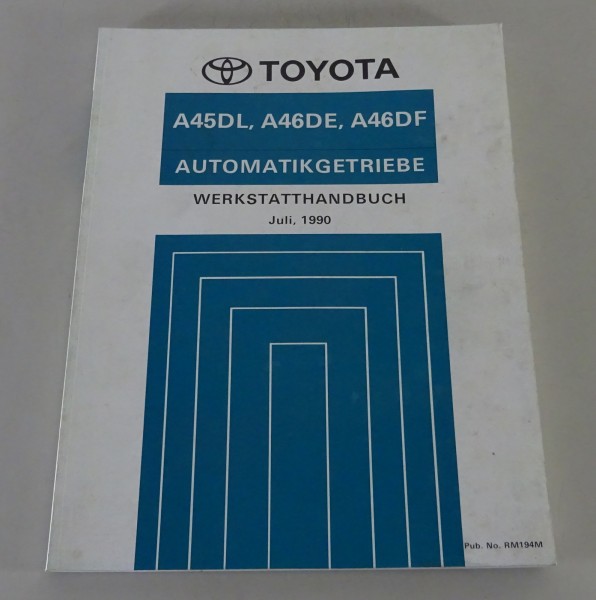 TOYOTA
A45DL, A46DE, A46DF
AUTOMATIKGETRIEBE
WERKSTATTHANDBUCH
Juli, 1990
Pub. No. RM194M